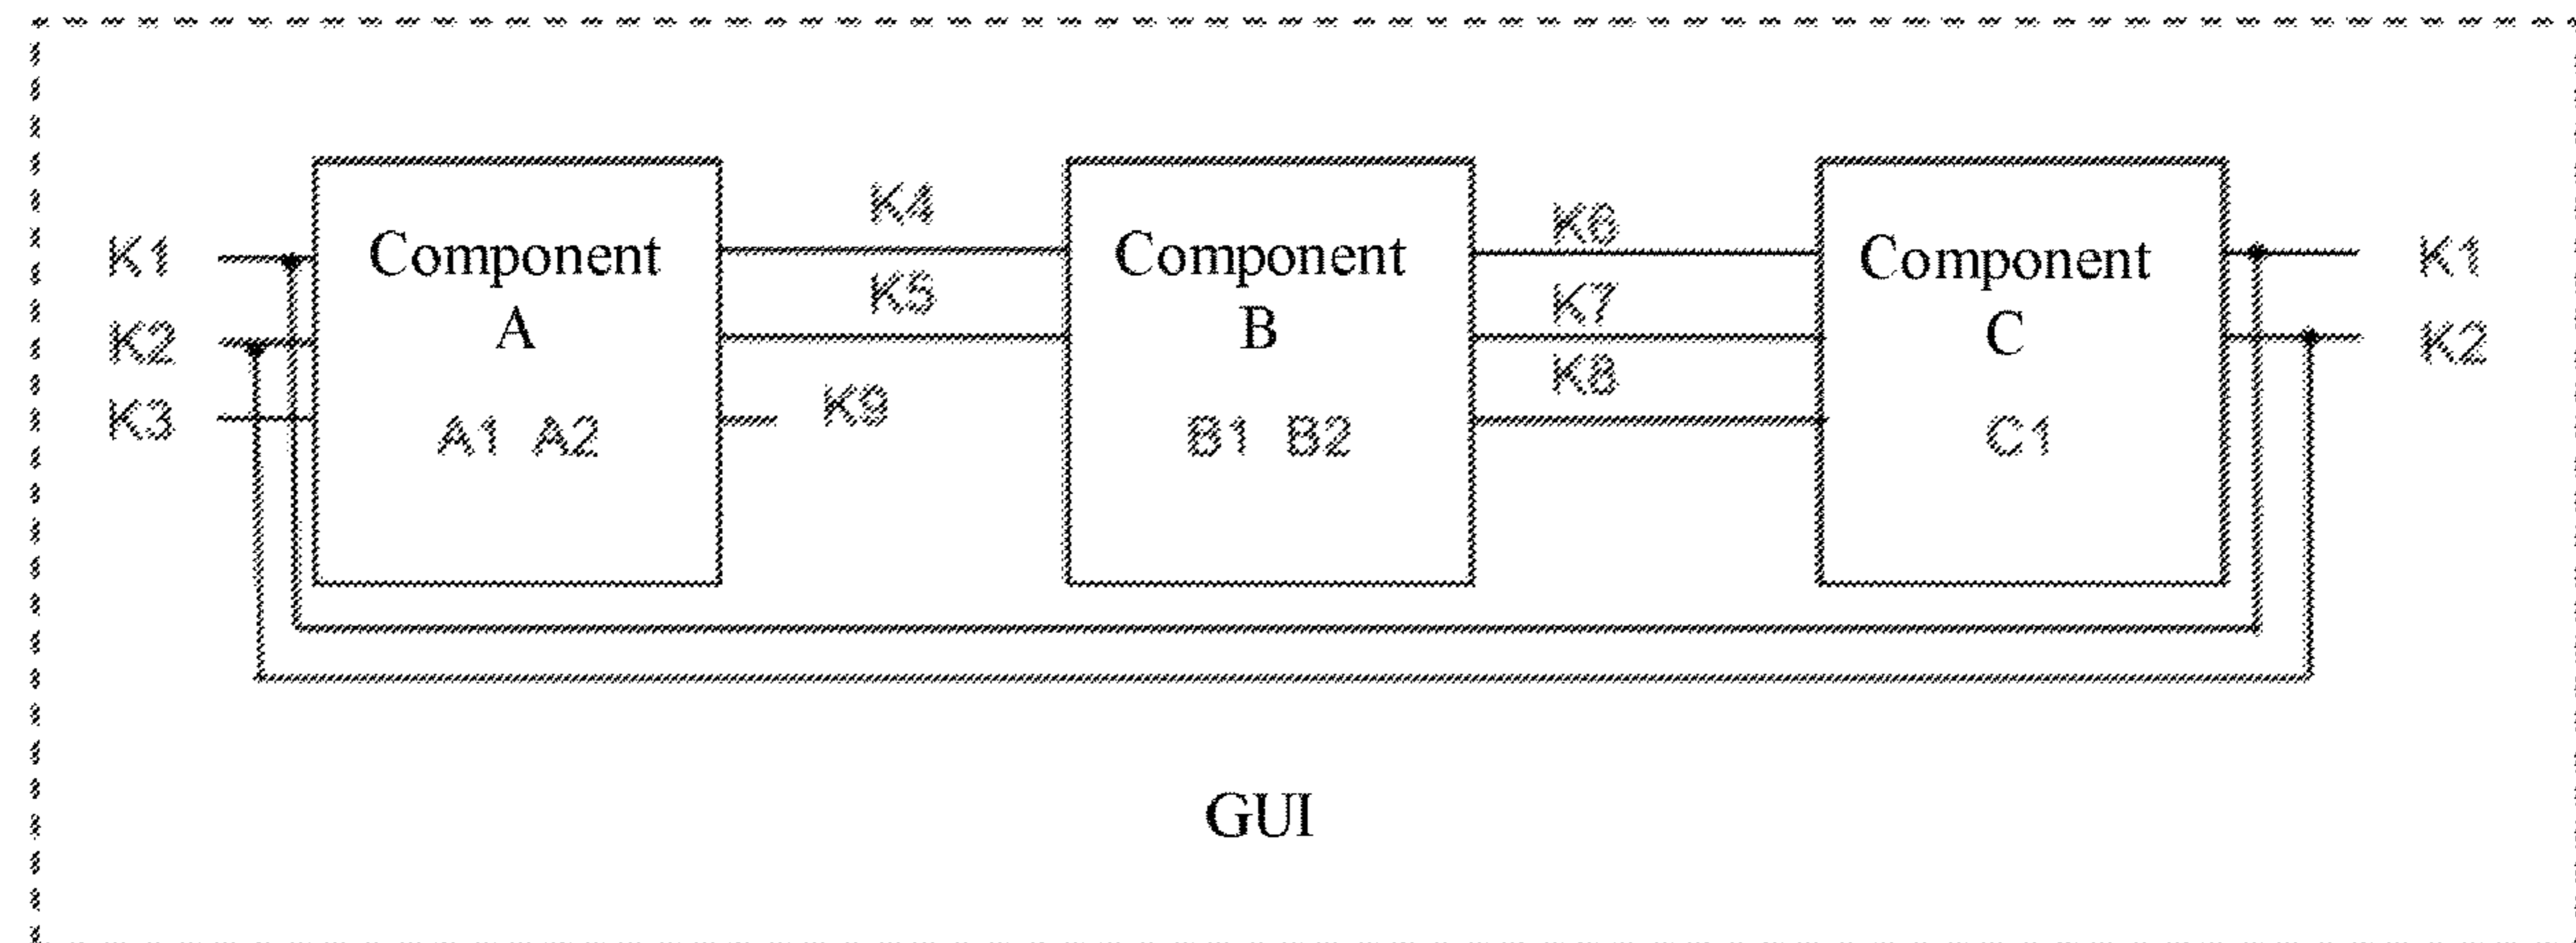 K1
K2
K3
Component
A
A1 A2
K4
K5
K9
Component
B
B1 B2
K6
K7
K8
Component
C
C1
K1
K2
GUI